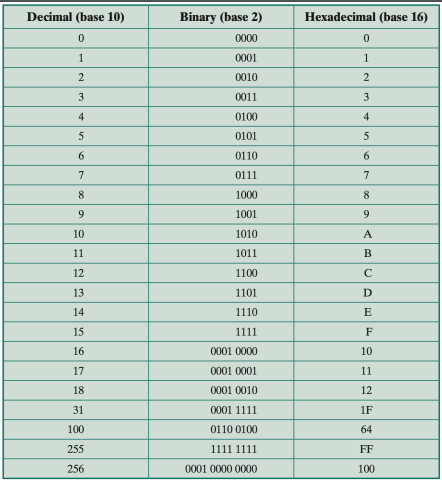 Decimal (base 10) Binary (base 2) Hexadecimal (base 16)
0 0000 0
1 0001 1
2 0010 2
3 0011 3
4 0100 4
5 0101 5
6 0110 6
7 0111 7
8 1000 8
9 1001 9
10 1010 A
11 1011 B
12 1100 C
13 1101 D
14 1110 E
15 1111 F
16 0001 0000 10
17 0001 0001 11
18 0001 0010 12
31 0001 1111 1F
100 0110 0100 64
255 1111 1111 FF
256 0001 0000 0000 100